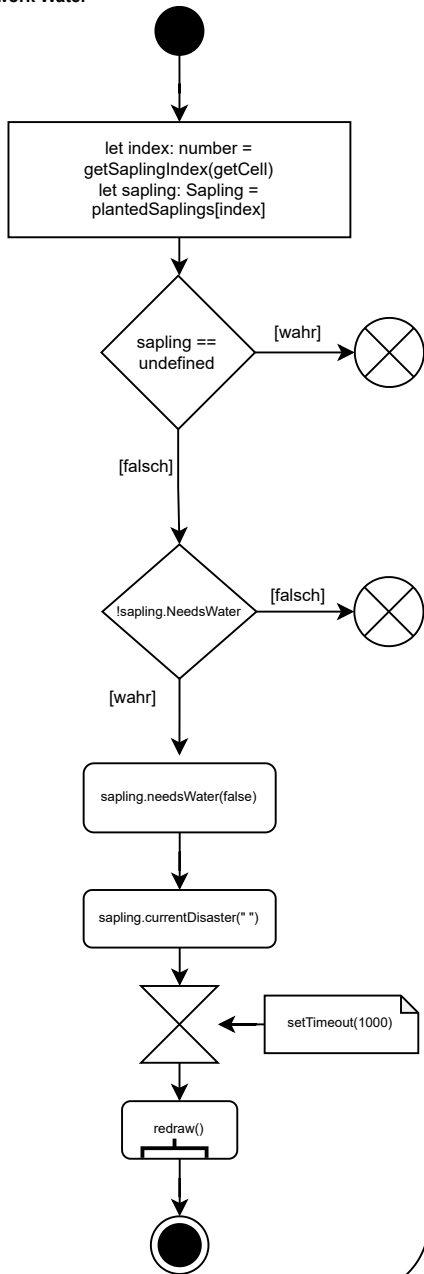 Water
let index: number =
getSaplingIndex(getCell)
let sapling: Sapling =
plantedSaplings[index]
sapling ==
undefined
[wahr]
[falsch]
!sapling.NeedsWater
[falsch]
[wahr]
sapling.needsWater(false)
sapling.currentDisaster(" ")
setTimeout(1000)
redraw()